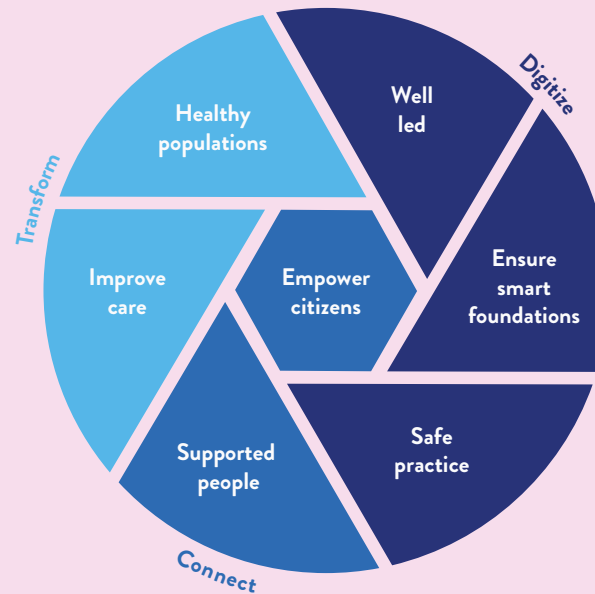 Digitize
Well
led
Healthy
populations
Transform
Ensure
smart
foundations
Improve
care
Empower
citizens
Safe
practice
Supported
people
Connect